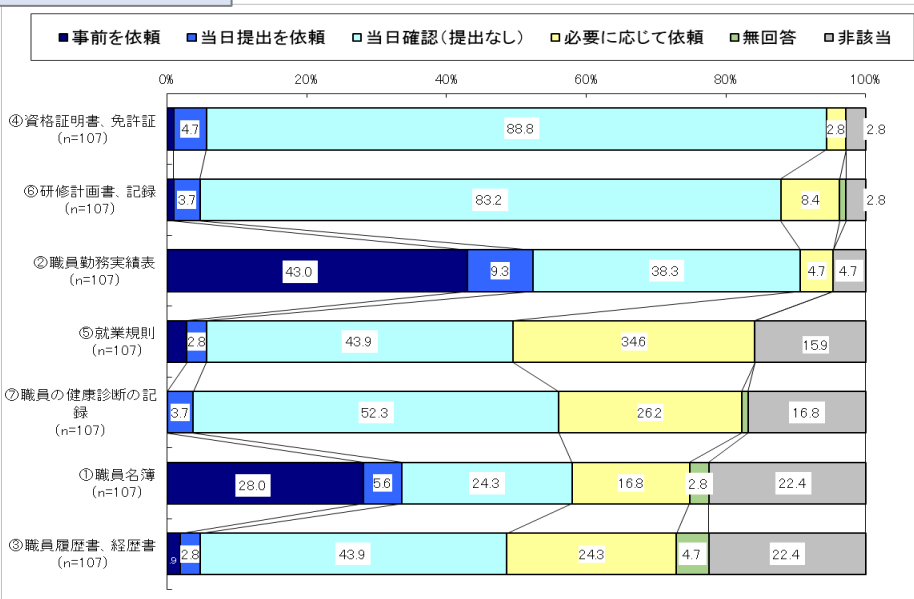 事前を依頼 当日提出を依頼 当日確認(提出なし) 必要に応じて依頼 無回答 非該当
0% 20% 40% 60% 80% 100%
④資格証明書、免許証
(n=107)
4.7 88.8 2.8 2.8
⑥研修計画書、記録
(n=107)
3.7 83.2 8.4 2.8
②職員勤務実績表
(n=107)
43.0 9.3 38.3 4.7 4.7
⑤就業規則
(n=107)
2.8 43.9 34.6 15.9
⑦職員の健康診断の記
録
(n=107)
3.7 52.3 26.2 16.8
①職員名簿
(n=107)
28.0 5.6 24.3 16.8 2.8 22.4
③職員履歴書、経歴書
(n=107)
2.8 43.9 24.3 4.7 22.4